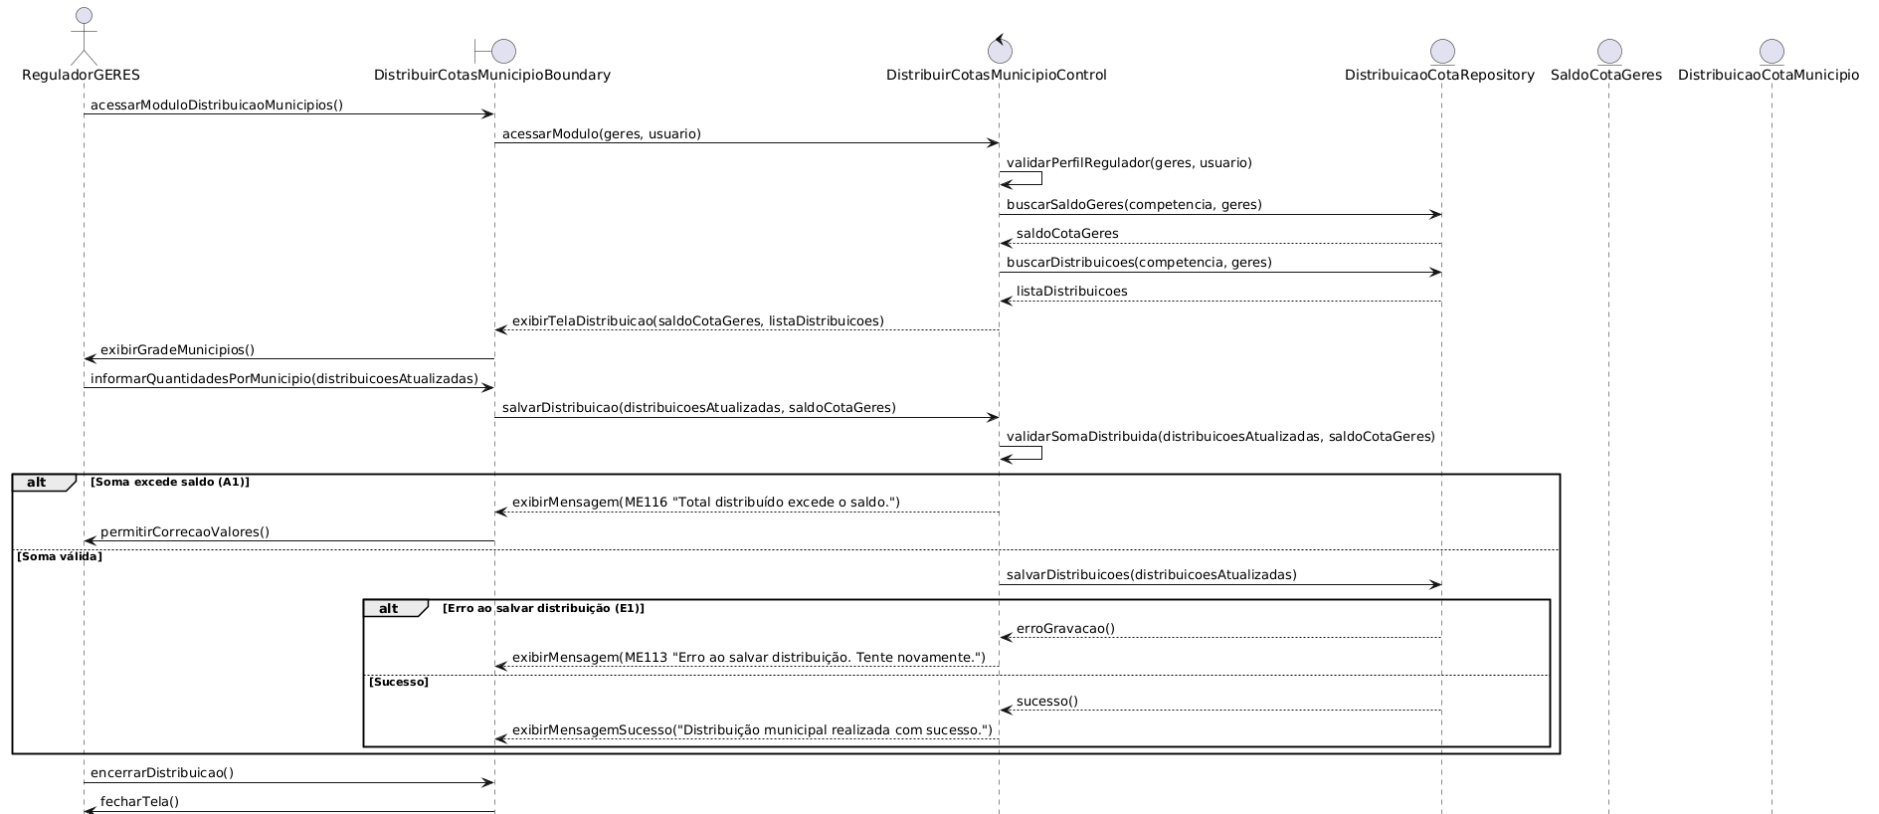 ReguladorGERES
DistribuirCotasMunicipioBoundary
DistribuirCotasMunicipioControl
DistribuicaoCotaRepository
SaldoCotaGeres
DistribuicaoCotaMunicipio
acessarModuloDistribuicaoMunicipios()
acessarModulo(geres, usuario)
validarPerfilRegulador(geres, usuario)
buscarSaldoGeres(competencia, geres)
saldoCotaGeres
buscarDistribuicoes(competencia, geres)
listaDistribuicoes
exibirTelaDistribuicao(saldoCotaGeres, listaDistribuicoes)
exibirGradeMunicipios()
informarQuantidadesPorMunicipio(distribuicoesAtualizadas)
salvarDistribuicao(distribuicoesAtualizadas, saldoCotaGeres)
validarSomaDistribuida(distribuicoesAtualizadas, saldoCotaGeres)
alt [Soma excede saldo (A1)]
exibirMensagem(ME116 "Total distribuído excede o saldo.")
permitirCorrecaoValores()
[Soma válida]
salvarDistribuicoes(distribuicoesAtualizadas)
alt [Erro ao salvar distribuição (E1)]
erroGravacao()
exibirMensagem(ME113 "Erro ao salvar distribuição. Tente novamente.")
[Sucesso]
sucesso()
exibirMensagemSucesso("Distribuição municipal realizada com sucesso.")
encerrarDistribuicao()
fecharTela()